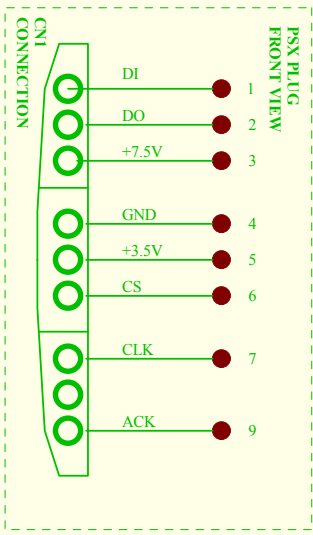 CN1
CONNECTION
PSX PLUG
FRONT VIEW
DI 1
DO 2
+7.5V 3
GND 4
+3.5V 5
CS 6
CLK 7
ACK 9